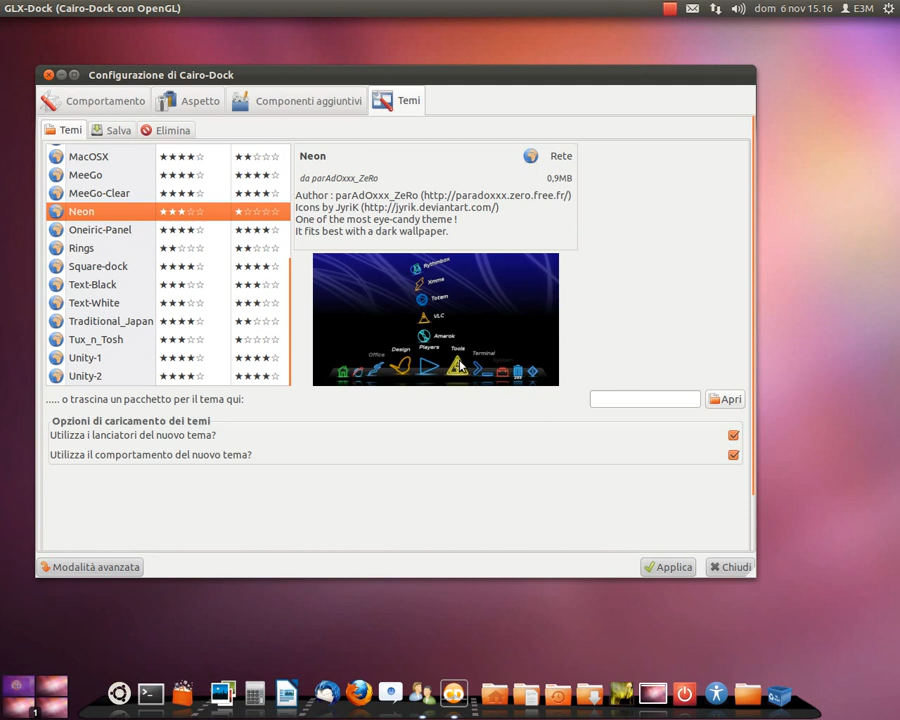 GLX-Dock (Cairo-Dock con OpenGL)
dom 6 nov 15.16
E3M
Configurazione di Cairo-Dock
Comportamento
Aspetto
Componenti aggiuntivi
Temi
Temi
Salva
Elimina
MacOSX ★★★★☆ ★★☆☆☆
MeeGo ★★★★☆ ★★★☆☆
MeeGo-Clear ★★★★☆ ★★★☆☆
Neon ★★★☆☆ ★☆☆☆☆
Oneiric-Panel ★★★★☆ ★★★★☆
Rings ★★☆☆☆ ★★★☆☆
Square-dock ★★★★☆ ★★★★☆
Text-Black ★★★☆☆ ★★★☆☆
Text-White ★★★★☆ ★★★☆☆
Traditional_Japan ★★★★☆ ★★★☆☆
Tux_n_Tosh ★★★☆☆ ★☆☆☆☆
Unity-1 ★★★★☆ ★★★★☆
Unity-2 ★★★★☆ ★★★☆☆
Neon
Rete
da parAdOxxx_ZeRo
0,9MB
Author : parAdOxxx_ZeRo (http://paradoxxx.zero.free.fr/)
Icons by JyriK (http://jyrik.deviantart.com/)
One of the most eye-candy theme !
It fits best with a dark wallpaper.
Rythmbox
Xmms
Totem
VLC
Amarok
Office
Design
Players
Tools
Terminal
System
..... o trascina un pacchetto per il tema qui:
Apri
Opzioni di caricamento dei temi
Utilizza i lanciatori del nuovo tema?
Utilizza il comportamento del nuovo tema?
Modalità avanzata
Applica
Chiudi
1
CD